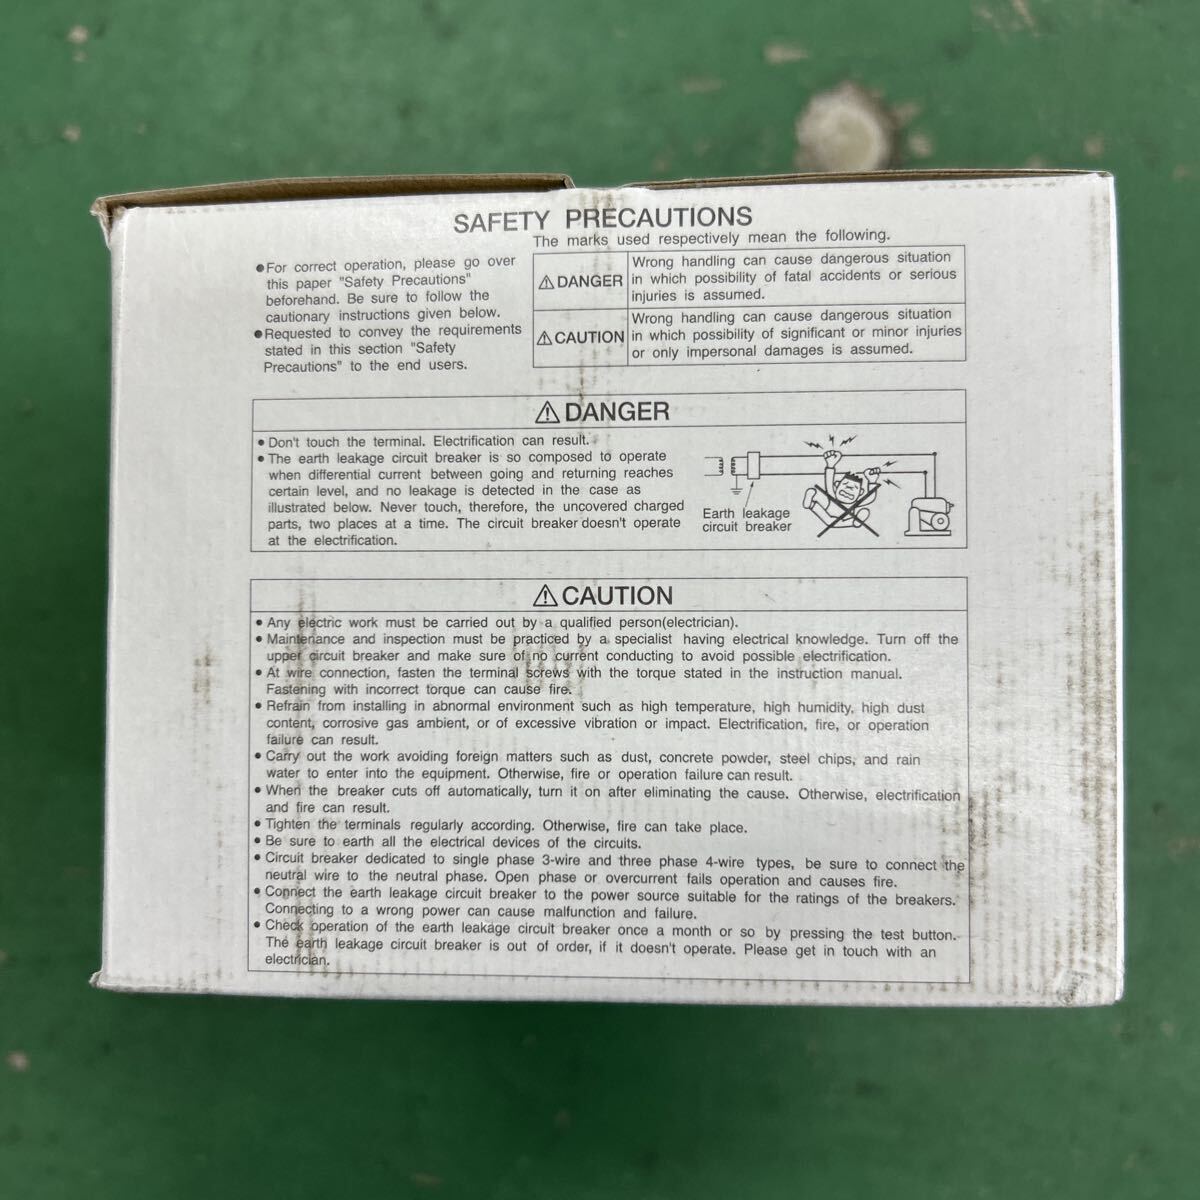 SAFETY PRECAUTIONS
The marks used respectively mean the following.
●For correct operation, please go over
this paper "Safety Precautions"
beforehand. Be sure to follow the
cautionary instructions given below.
●Requested to convey the requirements
stated in this section "Safety
Precautions" to the end users.
⚠DANGER
Wrong handling can cause dangerous situation
in which possibility of fatal accidents or serious
injuries is assumed.
⚠CAUTION
Wrong handling can cause dangerous situation
in which possibility of significant or minor injuries
or only impersonal damages is assumed.
⚠DANGER
• Don't touch the terminal. Electrification can result.
• The earth leakage circuit breaker is so composed to operate
when differential current between going and returning reaches
certain level, and no leakage is detected in the case as
illustrated below. Never touch, therefore, the uncovered charged
parts, two places at a time. The circuit breaker doesn't operate
at the electrification.
Earth leakage
circuit breaker
⚠CAUTION
• Any electric work must be carried out by a qualified person(electrician).
• Maintenance and inspection must be practiced by a specialist having electrical knowledge. Turn off the
upper circuit breaker and make sure of no current conducting to avoid possible electrification.
• At wire connection, fasten the terminal screws with the torque stated in the instruction manual.
Fastening with incorrect torque can cause fire.
• Refrain from installing in abnormal environment such as high temperature, high humidity, high dust
content, corrosive gas ambient, or of excessive vibration or impact. Electrification, fire, or operation
failure can result.
• Carry out the work avoiding foreign matters such as dust, concrete powder, steel chips, and rain
water to enter into the equipment. Otherwise, fire or operation failure can result.
• When the breaker cuts off automatically, turn it on after eliminating the cause. Otherwise, electrification
and fire can result.
• Tighten the terminals regularly according. Otherwise, fire can take place.
• Be sure to earth all the electrical devices of the circuits.
• Circuit breaker dedicated to single phase 3-wire and three phase 4-wire types, be sure to connect the
neutral wire to the neutral phase. Open phase or overcurrent fails operation and causes fire.
• Connect the earth leakage circuit breaker to the power source suitable for the ratings of the breakers.
Connecting to a wrong power can cause malfunction and failure.
• Check operation of the earth leakage circuit breaker once a month or so by pressing the test button.
The earth leakage circuit breaker is out of order, if it doesn't operate. Please get in touch with an
electrician.